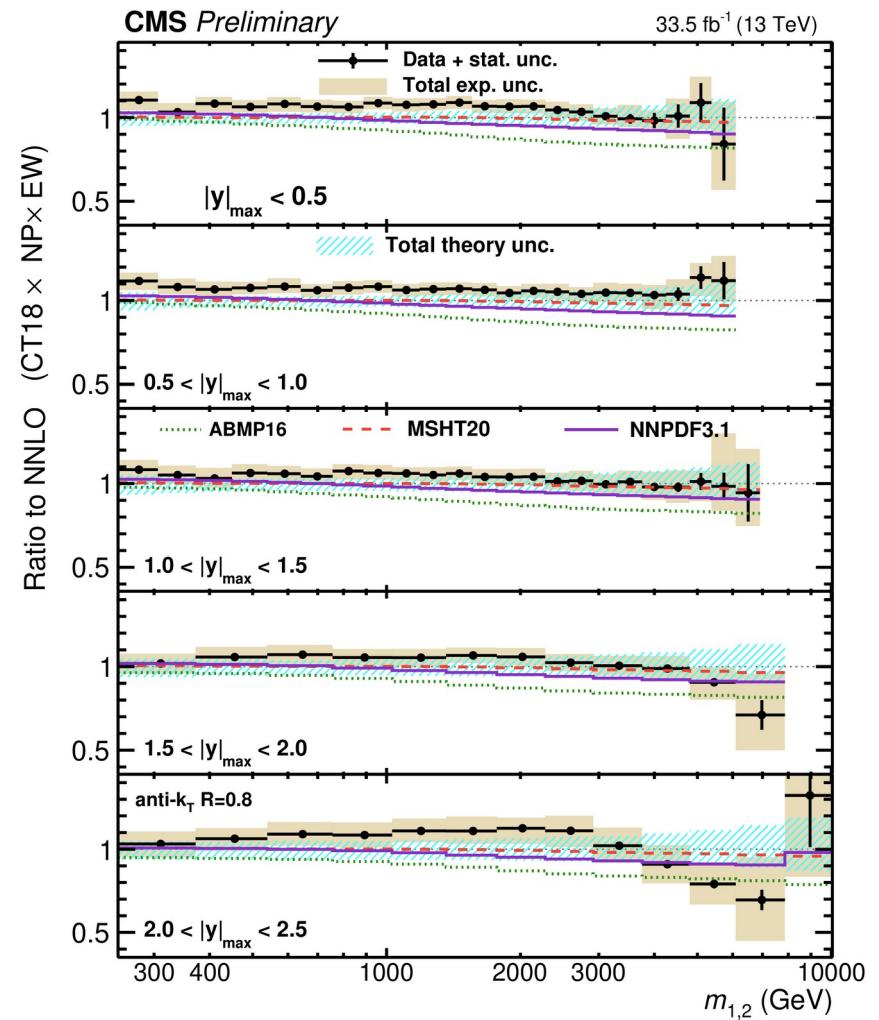 CMS Preliminary 33.5 fb⁻¹ (13 TeV)
Ratio to NNLO (CT18 × NP× EW)
Data + stat. unc.
Total exp. unc.
1
|y|max < 0.5
0.5
Total theory unc.
1
0.5
0.5 < |y|max < 1.0
ABMP16 MSHT20 NNPDF3.1
1
0.5
1.0 < |y|max < 1.5
1
0.5
1.5 < |y|max < 2.0
anti-kT R=0.8
1
0.5
2.0 < |y|max < 2.5
300 400 1000 2000 3000 10000
m1,2 (GeV)